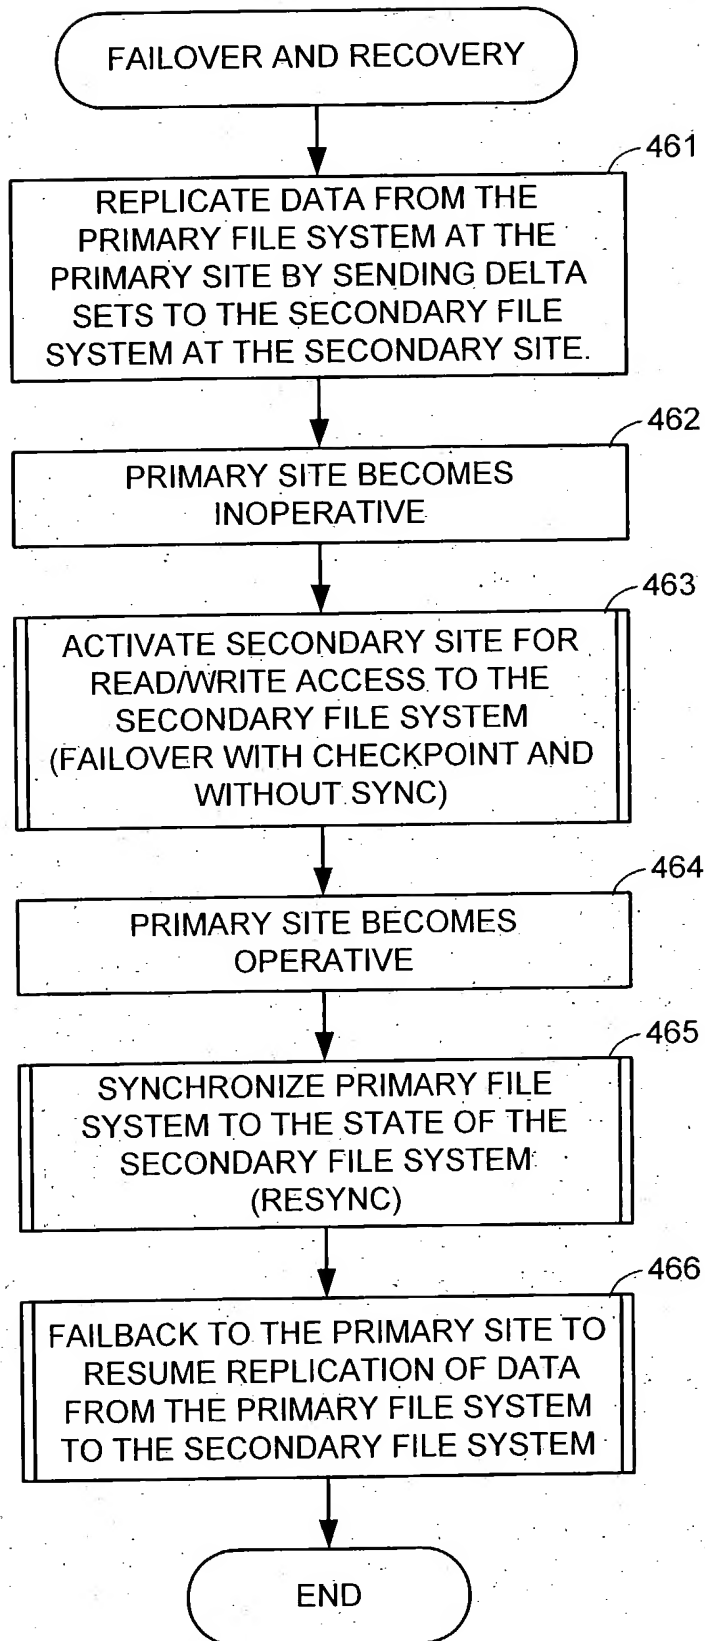 FAILOVER AND RECOVERY
461
REPLICATE DATA FROM THE
PRIMARY FILE SYSTEM AT THE
PRIMARY SITE BY SENDING DELTA
SETS TO THE SECONDARY FILE
SYSTEM AT THE SECONDARY SITE.
462
PRIMARY SITE BECOMES
INOPERATIVE
463
ACTIVATE SECONDARY SITE FOR
READ/WRITE ACCESS TO THE
SECONDARY FILE SYSTEM
(FAILOVER WITH CHECKPOINT AND
WITHOUT SYNC)
464
PRIMARY SITE BECOMES
OPERATIVE
465
SYNCHRONIZE PRIMARY FILE
SYSTEM TO THE STATE OF THE
SECONDARY FILE SYSTEM
(RESYNC)
466
FAILBACK TO THE PRIMARY SITE TO
RESUME REPLICATION OF DATA
FROM THE PRIMARY FILE SYSTEM
TO THE SECONDARY FILE SYSTEM
END